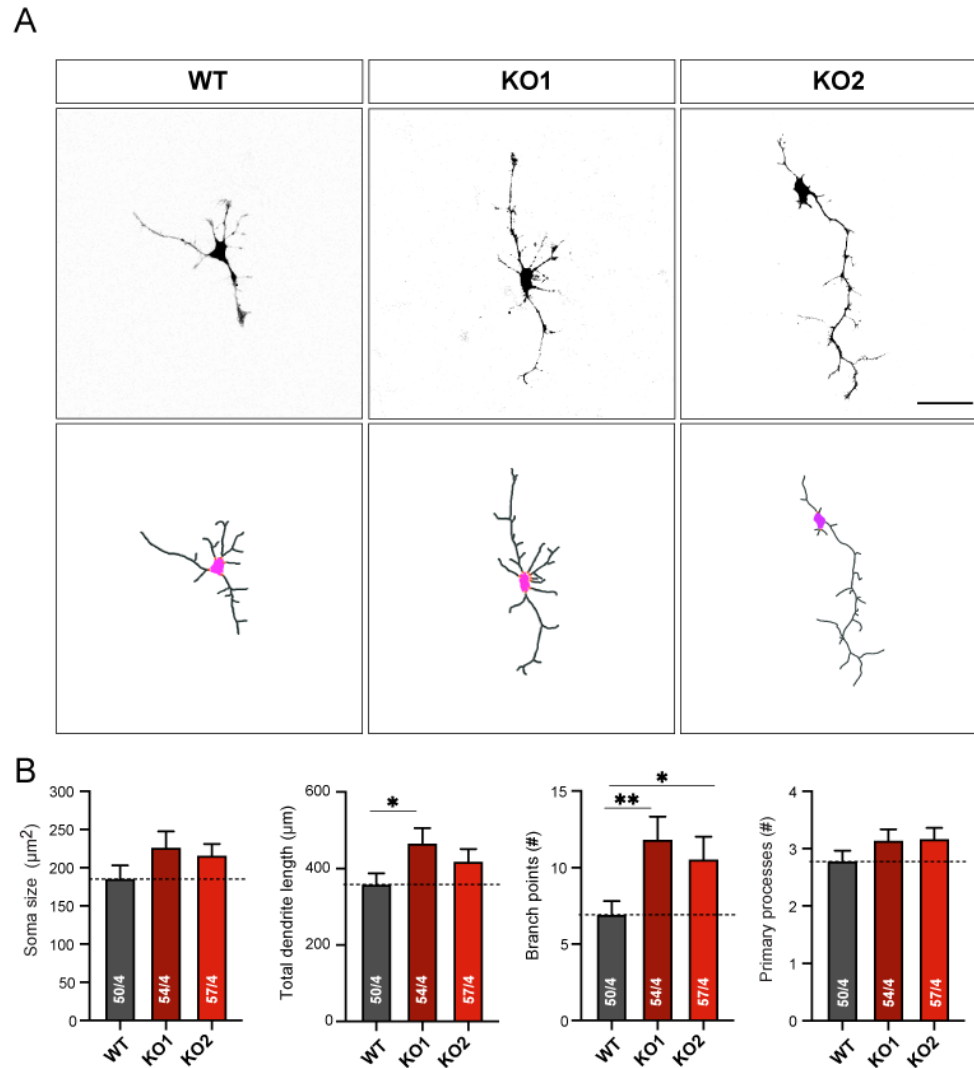 A
WT
KO1
KO2
B
Soma size (µm²)
300
250
200
150
100
50
0
50/4
54/4
57/4
WT
KO1
KO2
Total dendrite length (µm)
600
400
200
0
*
50/4
54/4
57/4
WT
KO1
KO2
Branch points (#)
15
10
5
0
*
**
50/4
54/4
57/4
WT
KO1
KO2
Primary processes (#)
4
3
2
1
0
50/4
54/4
57/4
WT
KO1
KO2